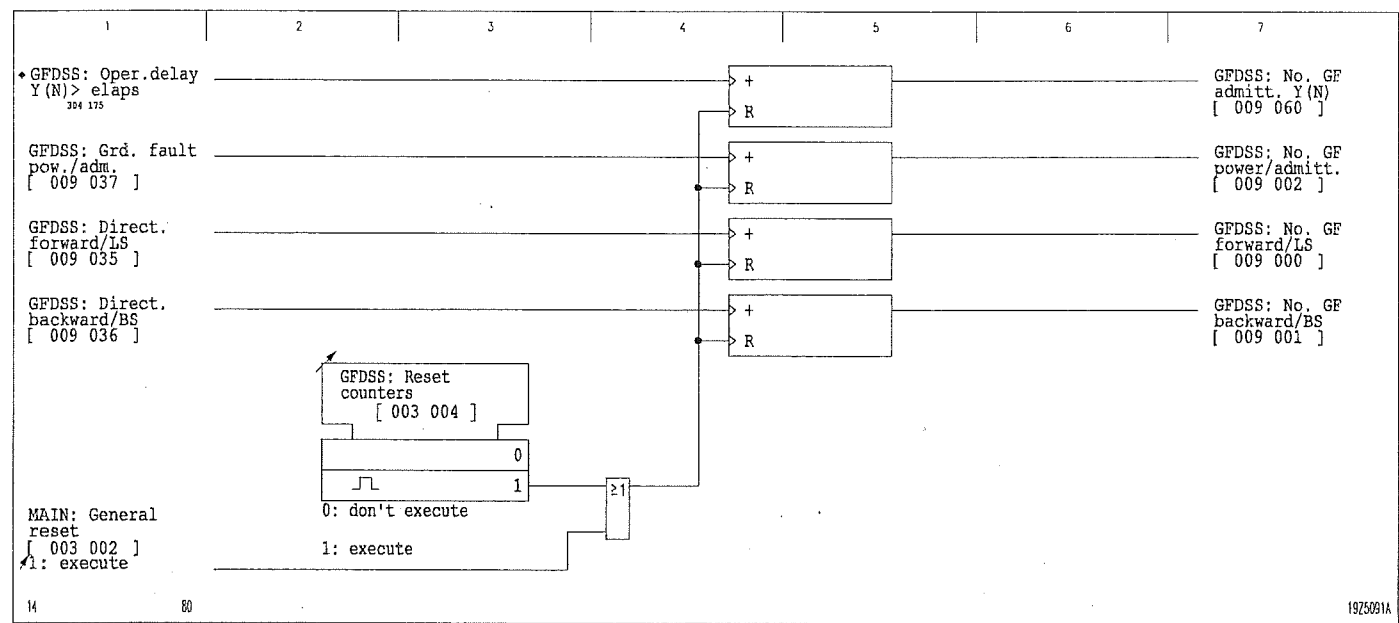 1 2 3 4 5 6 7
GFDSS: Oper.delay
Y(N)> elaps
304 175
+
R
GFDSS: No. GF
admitt. Y(N)
[ 009 060 ]
GFDSS: Grd. fault
pow./adm.
[ 009 037 ]
+
R
GFDSS: No. GF
power/admitt.
[ 009 002 ]
GFDSS: Direct.
forward/LS
[ 009 035 ]
+
R
GFDSS: No. GF
forward/LS
[ 009 000 ]
GFDSS: Direct.
backward/BS
[ 009 036 ]
+
R
GFDSS: No. GF
backward/BS
[ 009 001 ]
GFDSS: Reset
counters
[ 003 004 ]
0
1
≥1
0: don't execute
1: execute
MAIN: General
reset
[ 003 002 ]
1: execute
14 80 19Z5091A